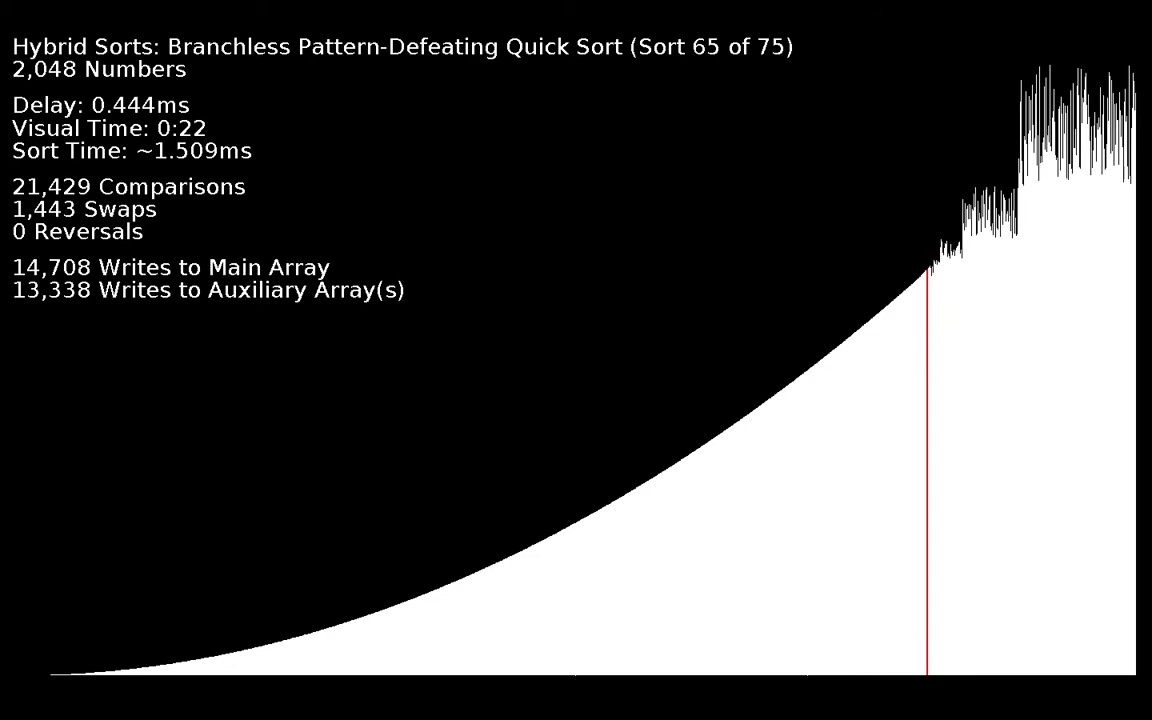 Hybrid Sorts: Branchless Pattern-Defeating Quick Sort (Sort 65 of 75)
2,048 Numbers
Delay: 0.444ms
Visual Time: 0:22
Sort Time: ~1.509ms
21,429 Comparisons
1,443 Swaps
0 Reversals
14,708 Writes to Main Array
13,338 Writes to Auxiliary Array(s)